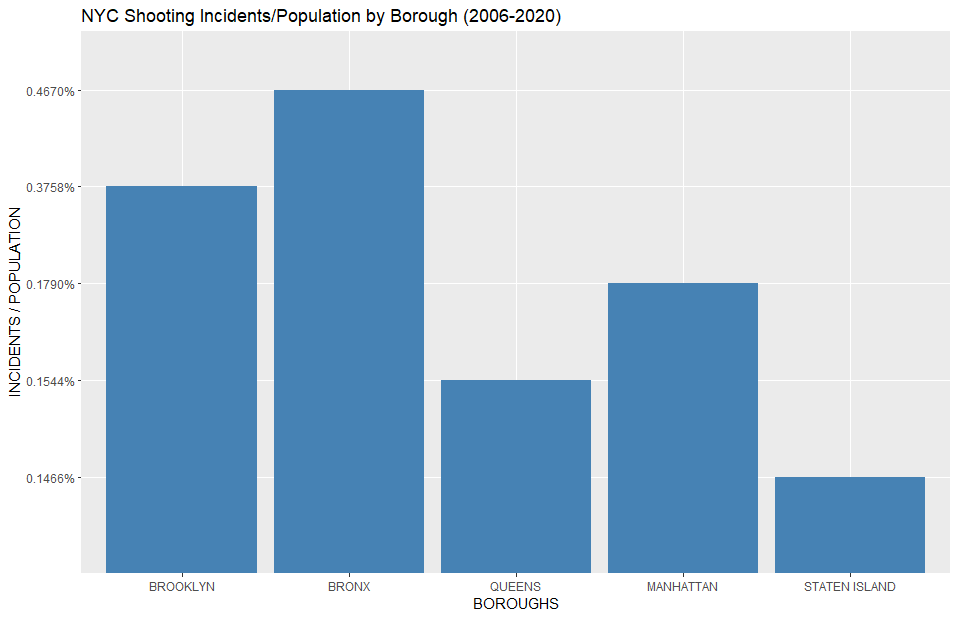 NYC Shooting Incidents/Population by Borough (2006-2020)
INCIDENTS / POPULATION
0.4670%
0.3758%
0.1790%
0.1544%
0.1466%
BROOKLYN BRONX QUEENS MANHATTAN STATEN ISLAND
BOROUGHS